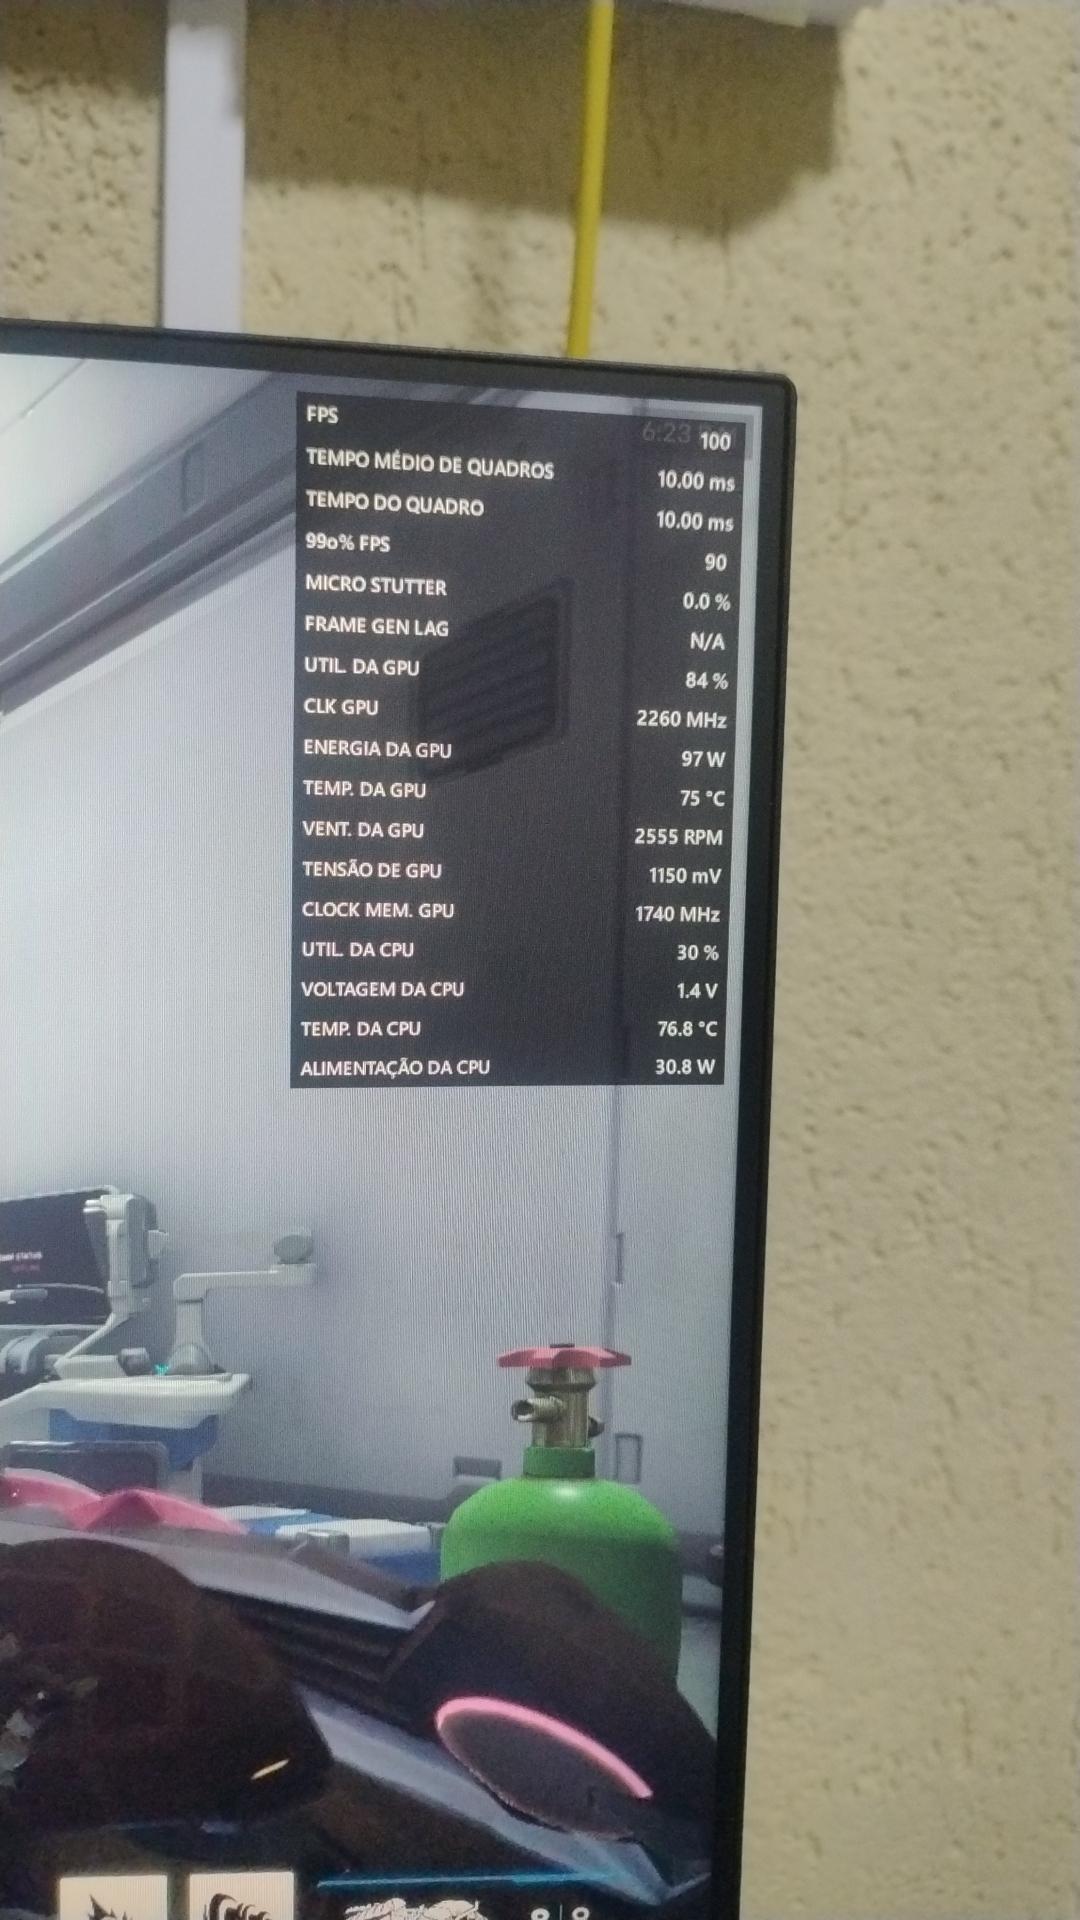 6:23
FPS 100
TEMPO MÉDIO DE QUADROS 10.00 ms
TEMPO DO QUADRO 10.00 ms
99o% FPS 90
MICRO STUTTER 0.0 %
FRAME GEN LAG N/A
UTIL. DA GPU 84 %
CLK GPU 2260 MHz
ENERGIA DA GPU 97 W
TEMP. DA GPU 75 °C
VENT. DA GPU 2555 RPM
TENSÃO DE GPU 1150 mV
CLOCK MEM. GPU 1740 MHz
UTIL. DA CPU 30 %
VOLTAGEM DA CPU 1.4 V
TEMP. DA CPU 76.8 °C
ALIMENTAÇÃO DA CPU 30.8 W
STATUS